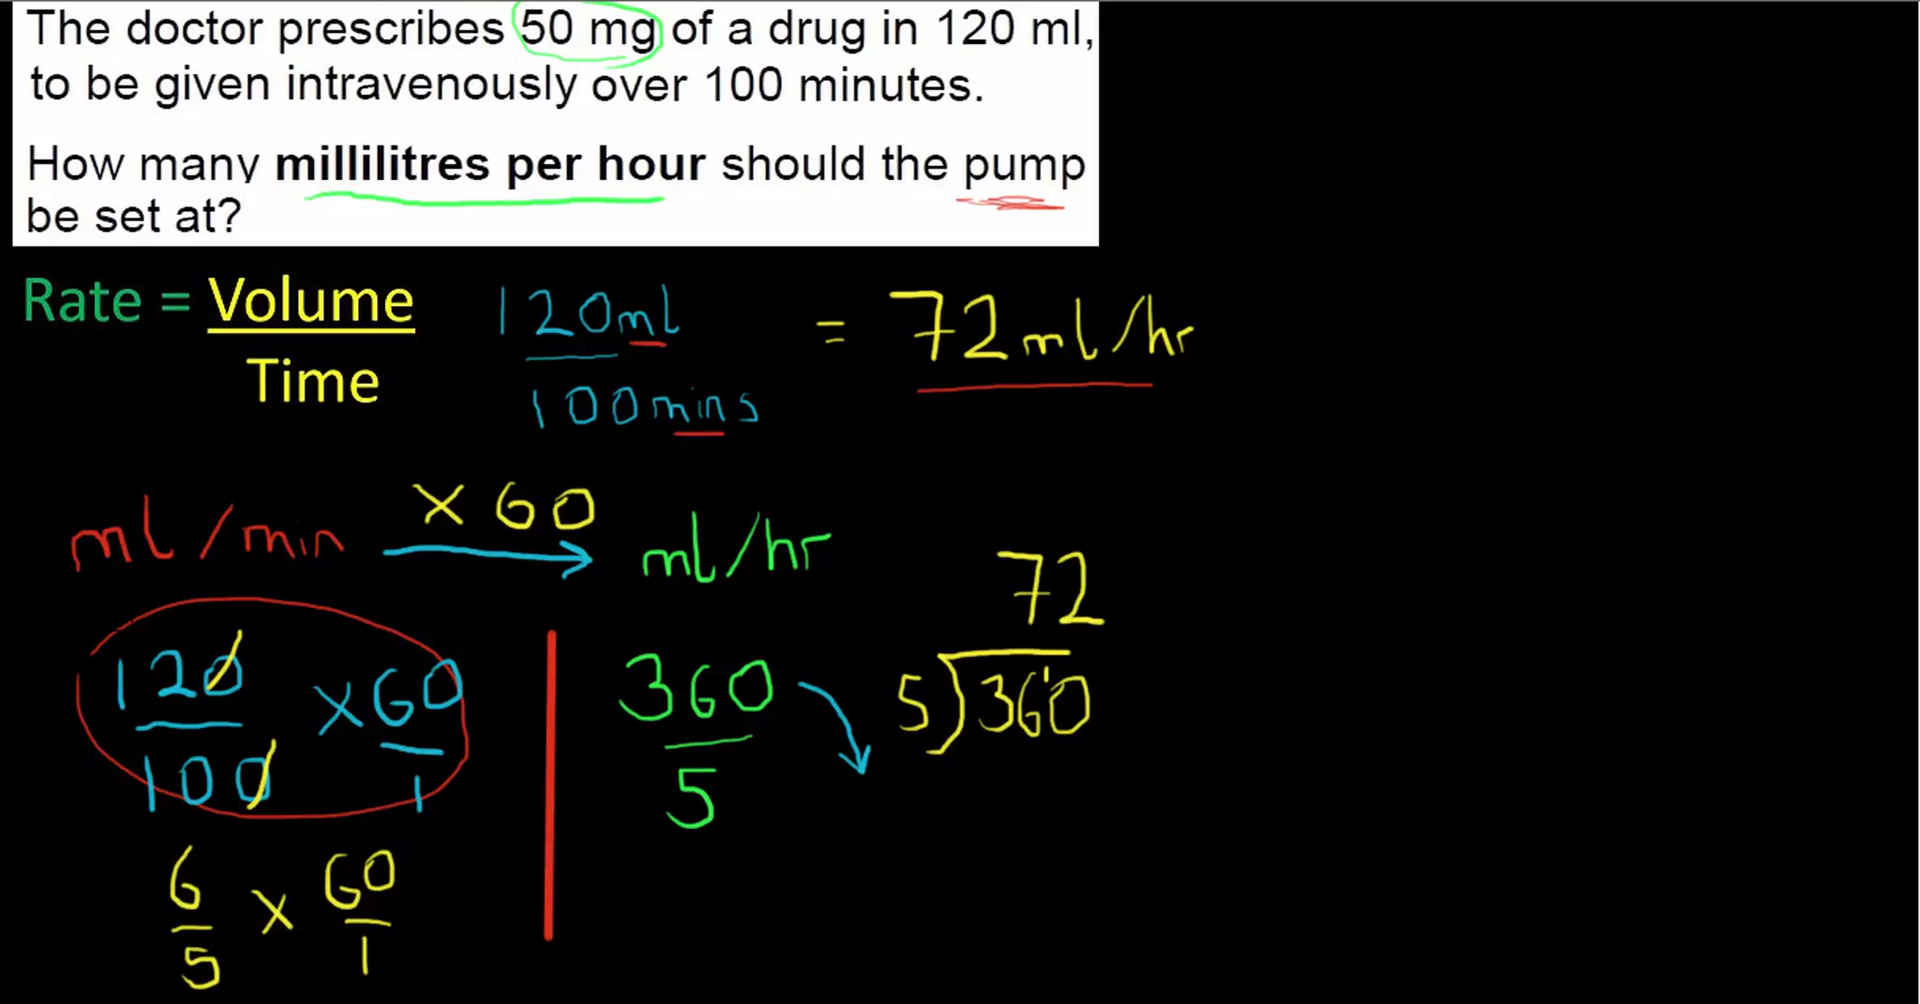 The doctor prescribes 50 mg of a drug in 120 ml,
to be given intravenously over 100 minutes.
How many millilitres per hour should the pump
be set at?
Rate = Volume
Time
120ml
100mins
= 72ml/hr
ml/min
x 60
ml/hr
120
100
x 60
1
6
5
x
60
1
360
5
72
5)360